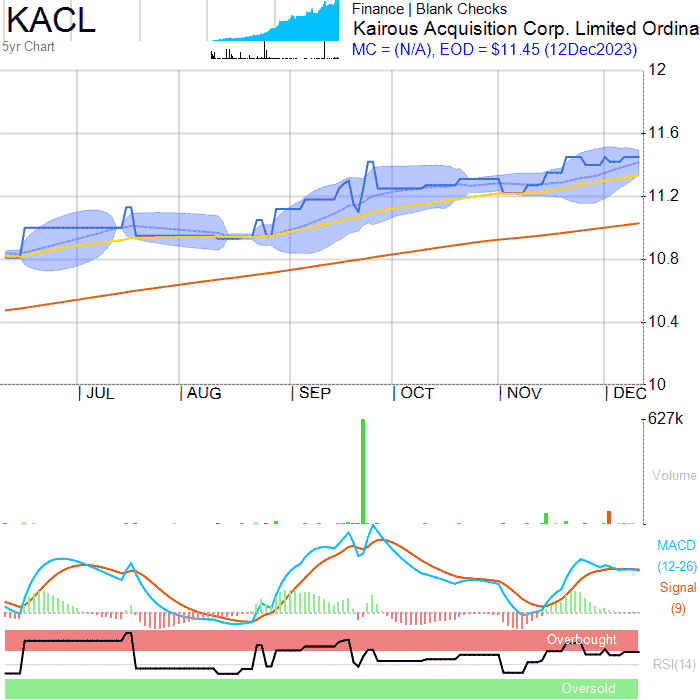 KACL
5yr Chart
Finance | Blank Checks
Kairous Acquisition Corp. Limited Ordina
MC = (N/A), EOD = $11.45 (12Dec2023)
12
11.6
11.2
10.8
10.4
10
JUL AUG SEP OCT NOV DEC
627k
Volume
MACD
(12-26)
Signal
(9)
Overbought
RSI(14)
Oversold